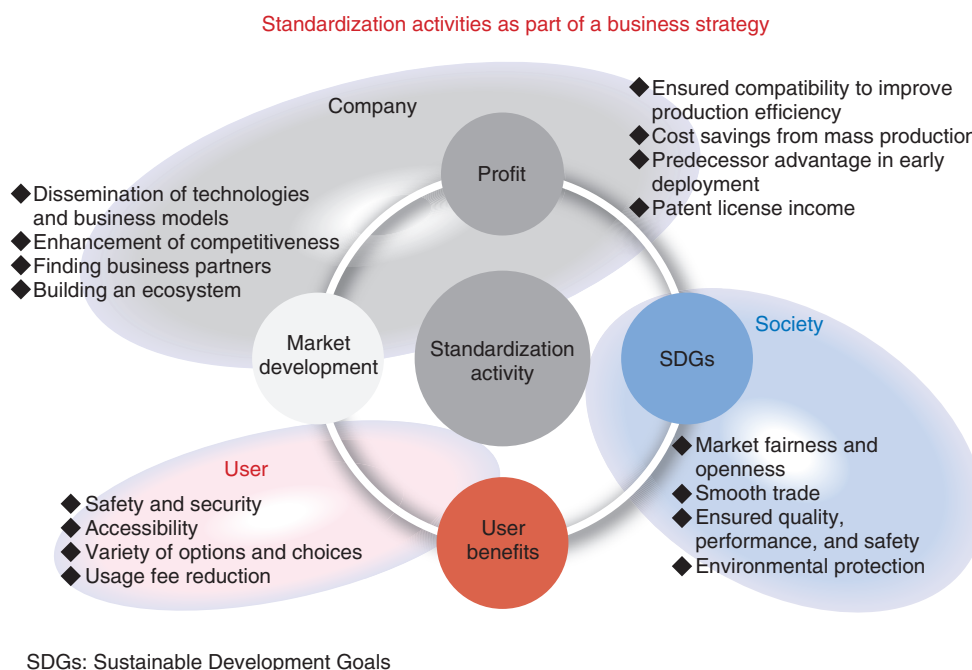 Standardization activities as part of a business strategy
Company
◆Ensured compatibility to improve
production efficiency
◆Cost savings from mass production
◆Predecessor advantage in early
deployment
◆Patent license income
Profit
◆Dissemination of technologies
and business models
◆Enhancement of competitiveness
◆Finding business partners
◆Building an ecosystem
Market
development
Standardization
activity
Society
SDGs
◆Market fairness and
openness
◆Smooth trade
◆Ensured quality,
performance, and safety
◆Environmental protection
User
◆Safety and security
◆Accessibility
◆Variety of options and choices
◆Usage fee reduction
User
benefits
SDGs: Sustainable Development Goals